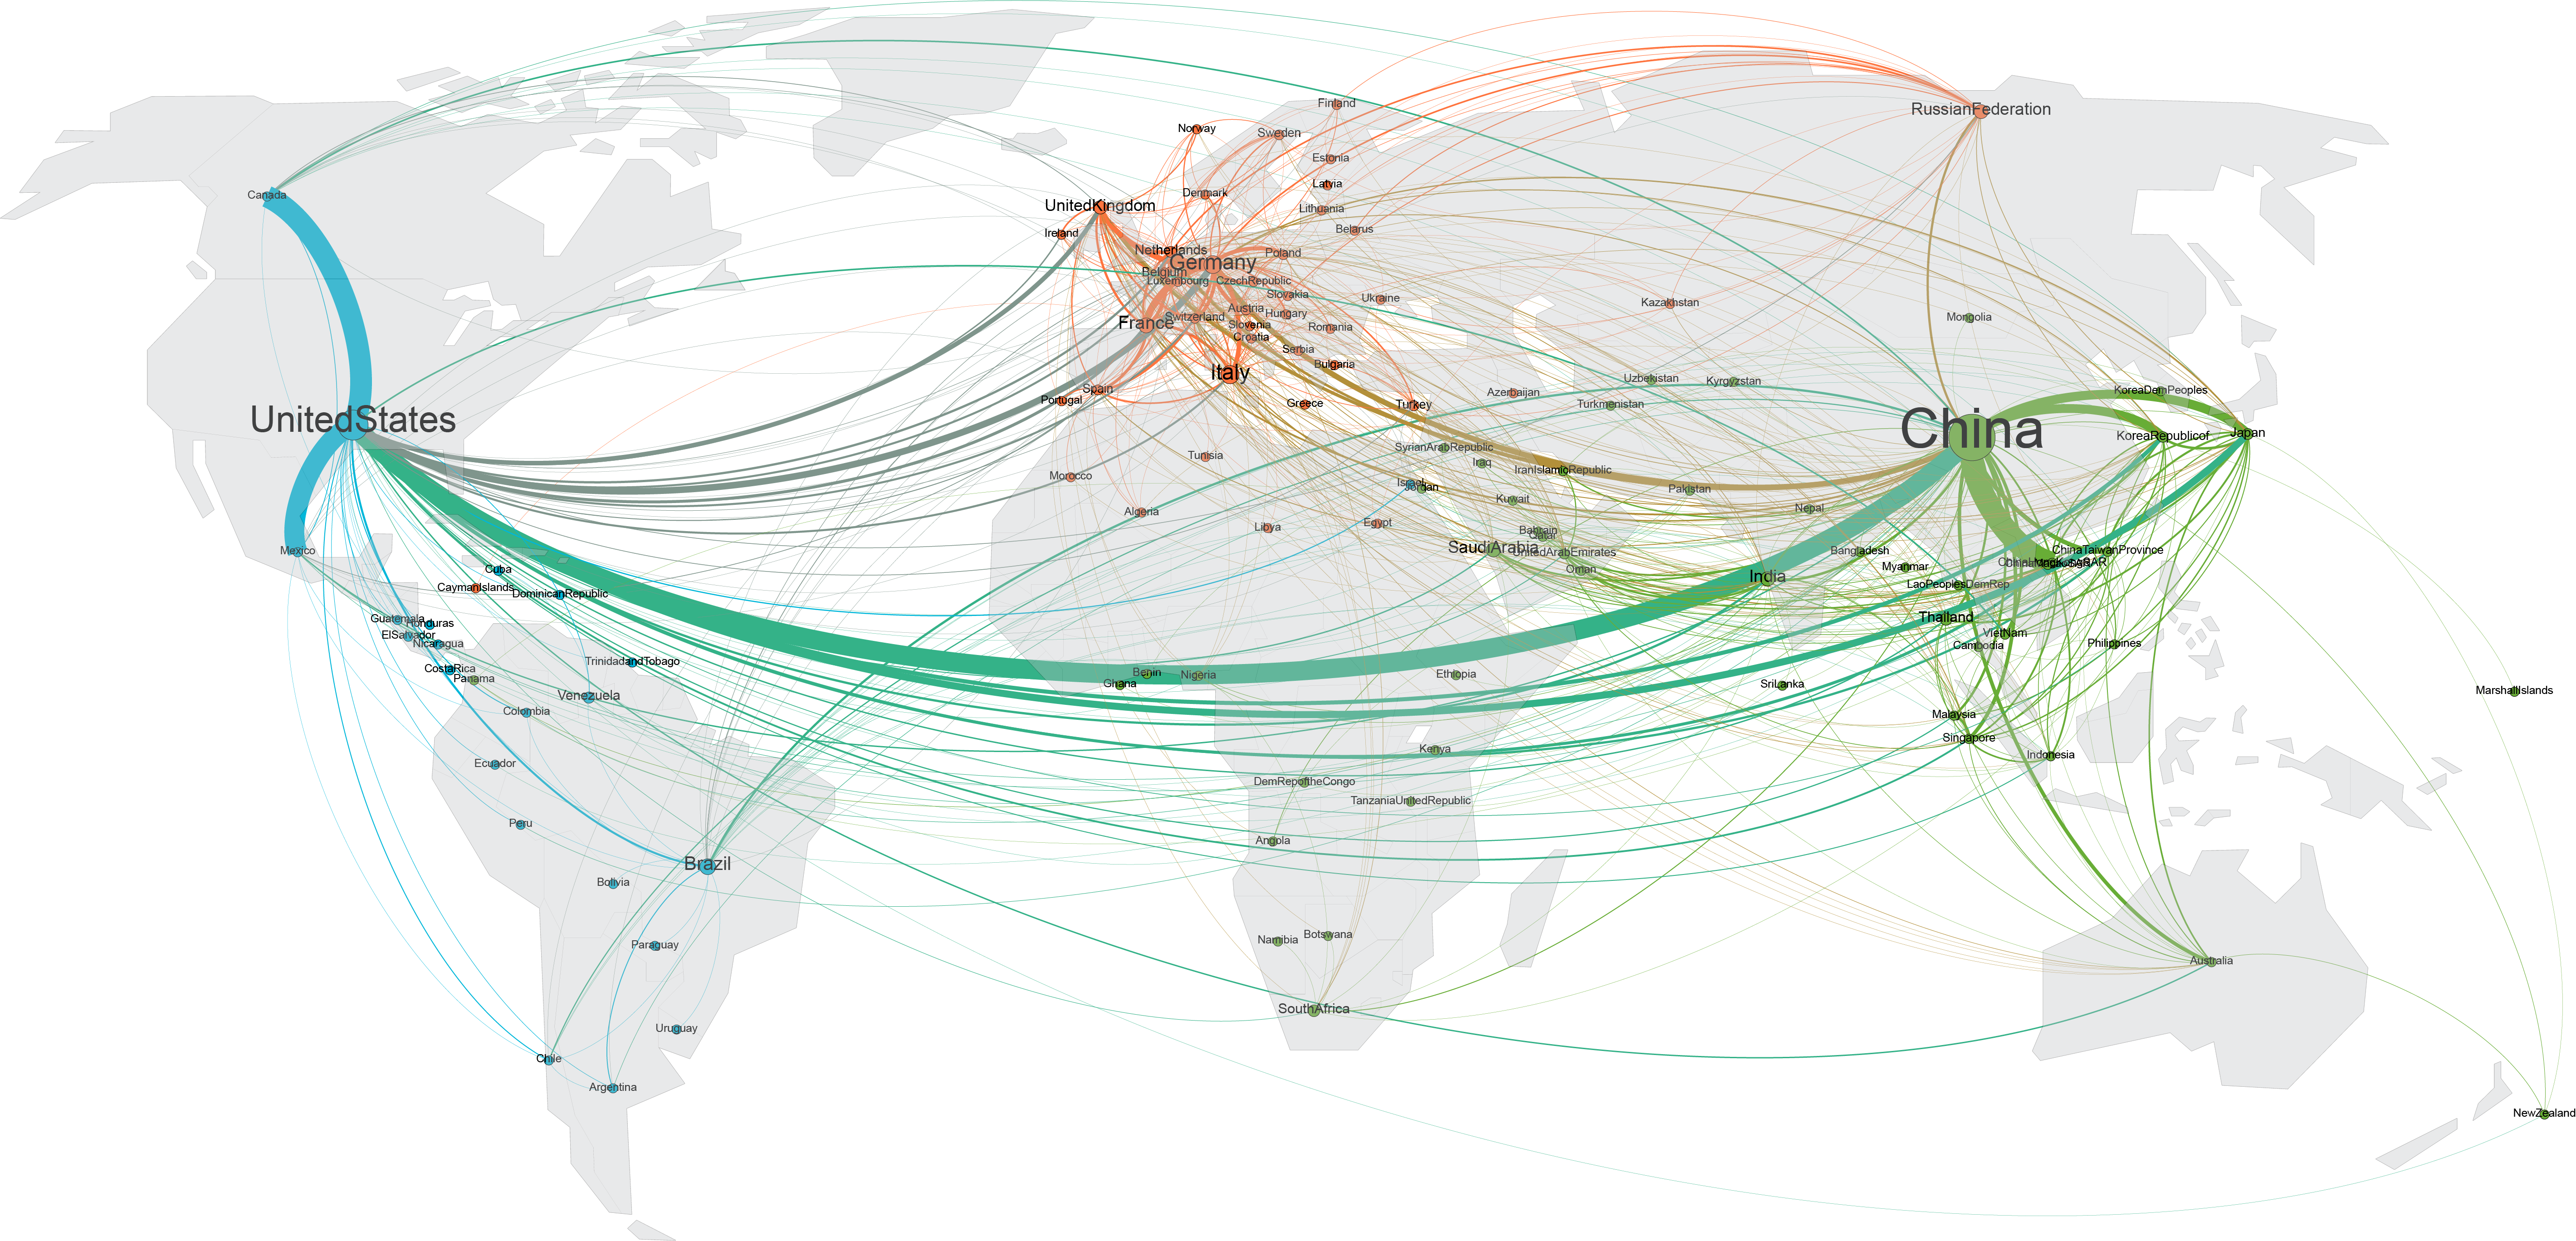 Finland
RussianFederation
Norway
Sweden
Estonia
Latvia
Denmark
Canada
UnitedKingdom
Lithuania
Ireland
Belarus
Netherlands
Poland
Germany
Belgium
Luxembourg
CzechRepublic
Slovakia
Ukraine
Kazakhstan
Austria
Hungary
Switzerland
Mongolia
France
Slovenia
Romania
Croatia
Serbia
Bulgaria
Italy
Uzbekistan
Kyrgyzstan
Spain
Azerbaijan
KoreaDemPeoples
Portugal
Greece
Turkey
Turkmenistan
UnitedStates
China
KoreaRepublicof
Japan
SyrianArabRepublic
Tunisia
Iraq
IranIslamicRepublic
Morocco
Israel
Jordan
Pakistan
Kuwait
Nepal
Algeria
Libya
Egypt
Bahrain
Qatar
SaudiArabia
UnitedArabEmirates
Mexico
Bangladesh
ChinaTaiwanProvince
Cuba
Oman
India
Myanmar
CaymanIslands
DominicanRepublic
LaoPeoplesDemRep
Guatemala
Honduras
Thailand
ElSalvador
Nicaragua
VietNam
Cambodia
Philippines
TrinidadandTobago
CostaRica
Panama
Benin
Nigeria
Ghana
Ethiopia
SriLanka
MarshallIslands
Venezuela
Colombia
Malaysia
Singapore
Kenya
Indonesia
Ecuador
DemRepoftheCongo
TanzaniaUnitedRepublic
Peru
Angola
Brazil
Bolivia
Botswana
Namibia
Paraguay
Australia
SouthAfrica
Uruguay
Chile
Argentina
NewZealand